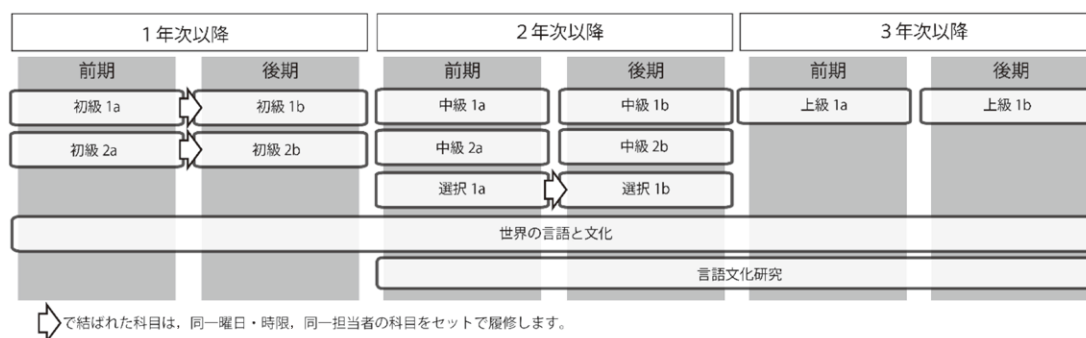 1年次以降 2年次以降 3年次以降
前期 後期 前期 後期 前期 後期
初級 1a 初級 1b 中級 1a 中級 1b 上級 1a 上級 1b
初級 2a 初級 2b 中級 2a 中級 2b
選択 1a 選択 1b
世界の言語と文化
言語文化研究
で結ばれた科目は，同一曜日・時限，同一担当者の科目をセットで履修します。